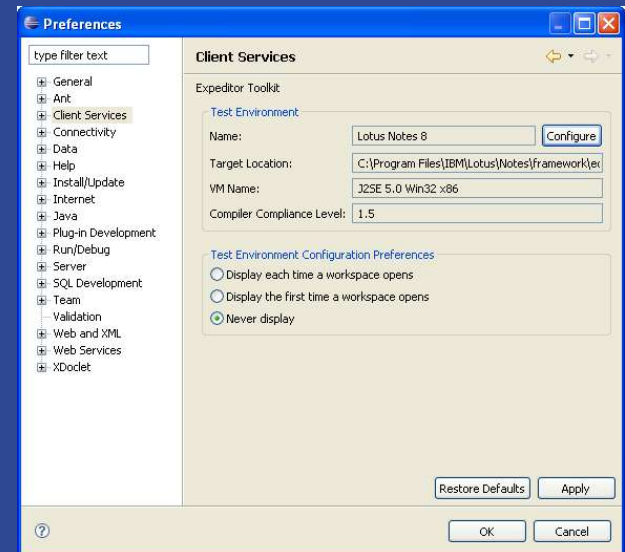 Preferences
type filter text
General
Ant
Client Services
Connectivity
Data
Help
Install/Update
Internet
Java
Plug-in Development
Run/Debug
Server
SQL Development
Team
Validation
Web and XML
Web Services
XDoclet
Client Services
Expeditor Toolkit
Test Environment
Name: Lotus Notes 8 Configure
Target Location: C:\Program Files\IBM\Lotus\Notes\framework\ec
VM Name: J2SE 5.0 Win32 x86
Compiler Compliance Level: 1.5
Test Environment Configuration Preferences
Display each time a workspace opens
Display the first time a workspace opens
Never display
Restore Defaults Apply
OK Cancel